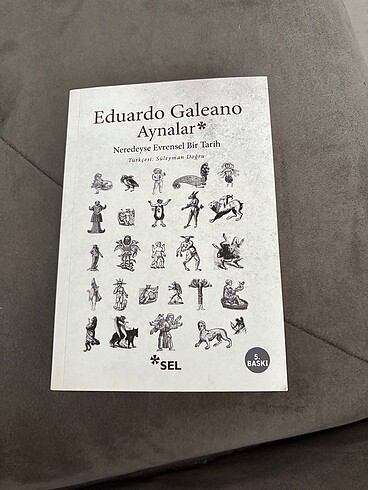 Eduardo Galeano
Aynalar*
Neredeyse Evrensel Bir Tarih
Türkçesi: Süleyman Doğru
*SEL
5.
BASKI